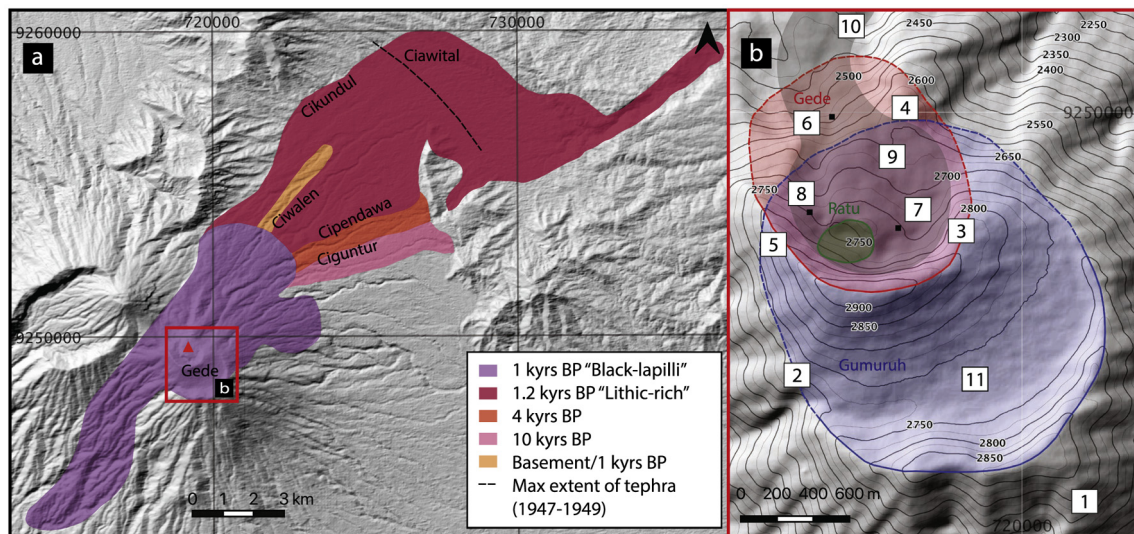 720000
730000
9260000
a
Ciawital
Cikundul
Ciwalen
Cipendawa
Ciguntur
9250000
Gede
b
0 1 2 3 km
1 kyrs BP “Black-lapilli”
1.2 kyrs BP “Lithic-rich”
4 kyrs BP
10 kyrs BP
Basement/1 kyrs BP
Max extent of tephra
(1947-1949)
b
10
2450
2250
2300
2350
2400
2500
2600
Gede
4
9250000
6
2550
9
2650
2700
2750
8
Ratu
7
2800
3
5
2750
2900
2850
2
Gumuruh
11
2750
2800
2850
0 200 400 600 m
1
720000